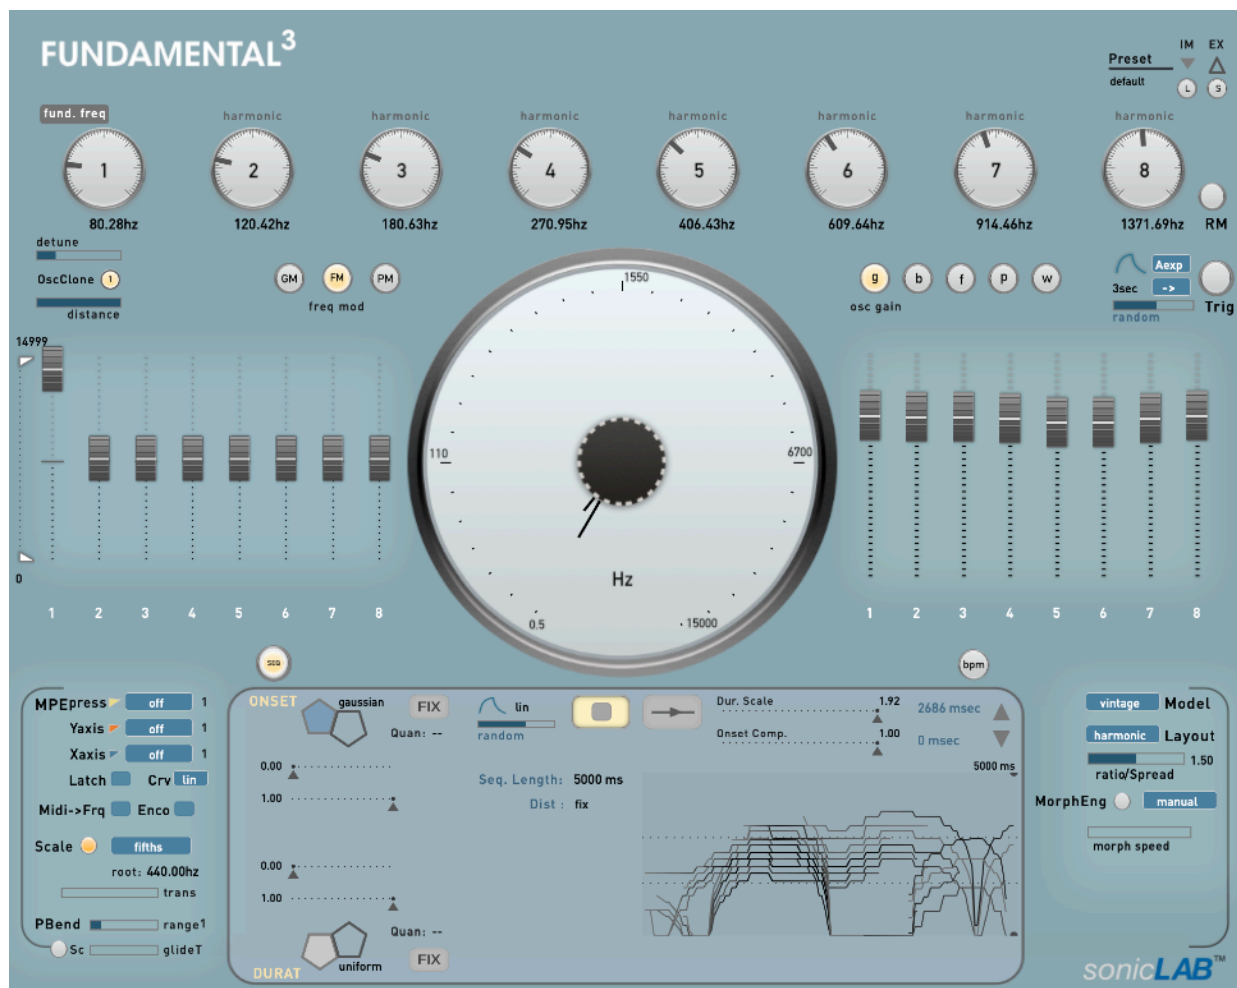 FUNDAMENTAL³
IM EX
Preset
default
L S
fund. freq harmonic harmonic harmonic harmonic harmonic harmonic harmonic
1 2 3 4 5 6 7 8
80.28hz 120.42hz 180.63hz 270.95hz 406.43hz 609.64hz 914.46hz 1371.69hz RM
detune
OscClone 1
distance
GM FM PM
freq mod
g b f p w
osc gain
Aexp
3sec ->
random
Trig
14999
0
1 2 3 4 5 6 7 8
1550
110
6700
Hz
0.5
15000
1 2 3 4 5 6 7 8
SEQ
bpm
MPEpress off 1
Yaxis off 1
Xaxis off 1
Latch Crv lin
Midi->Frq Enco
Scale fifths
root: 440.00hz
trans
PBend range1
Sc glideT
ONSET
gaussian
FIX
Quan: --
0.00
1.00
0.00
1.00
Quan: --
uniform
FIX
DURAT
lin
random
Dur. Scale 1.92
2686 msec
Onset Comp. 1.00
0 msec
Seq. Length: 5000 ms
Dist : fix
5000 ms
vintage Model
harmonic Layout
1.50
ratio/Spread
MorphEng manual
morph speed
sonicLAB™